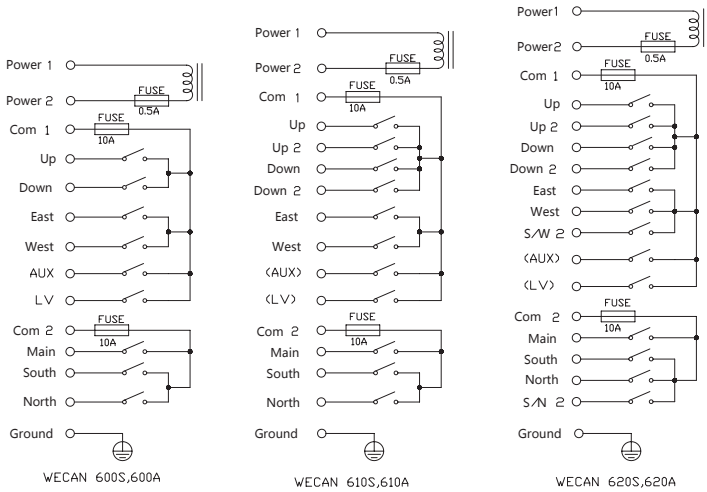 Power 1
FUSE
Power 2
0.5A
FUSE
Com 1
10A
Up
Down
East
West
AUX
LV
FUSE
Com 2
10A
Main
South
North
Ground
WECAN 600S,600A
Power 1
FUSE
Power 2
0.5A
FUSE
Com 1
10A
Up
Up 2
Down
Down 2
East
West
(AUX)
(LV)
FUSE
Com 2
10A
Main
South
North
Ground
WECAN 610S,610A
Power1
FUSE
Power2
0.5A
FUSE
Com 1
10A
Up
Up 2
Down
Down 2
East
West
S/W 2
(AUX)
(LV)
FUSE
Com 2
10A
Main
South
North
S/N 2
Ground
WECAN 620S,620A